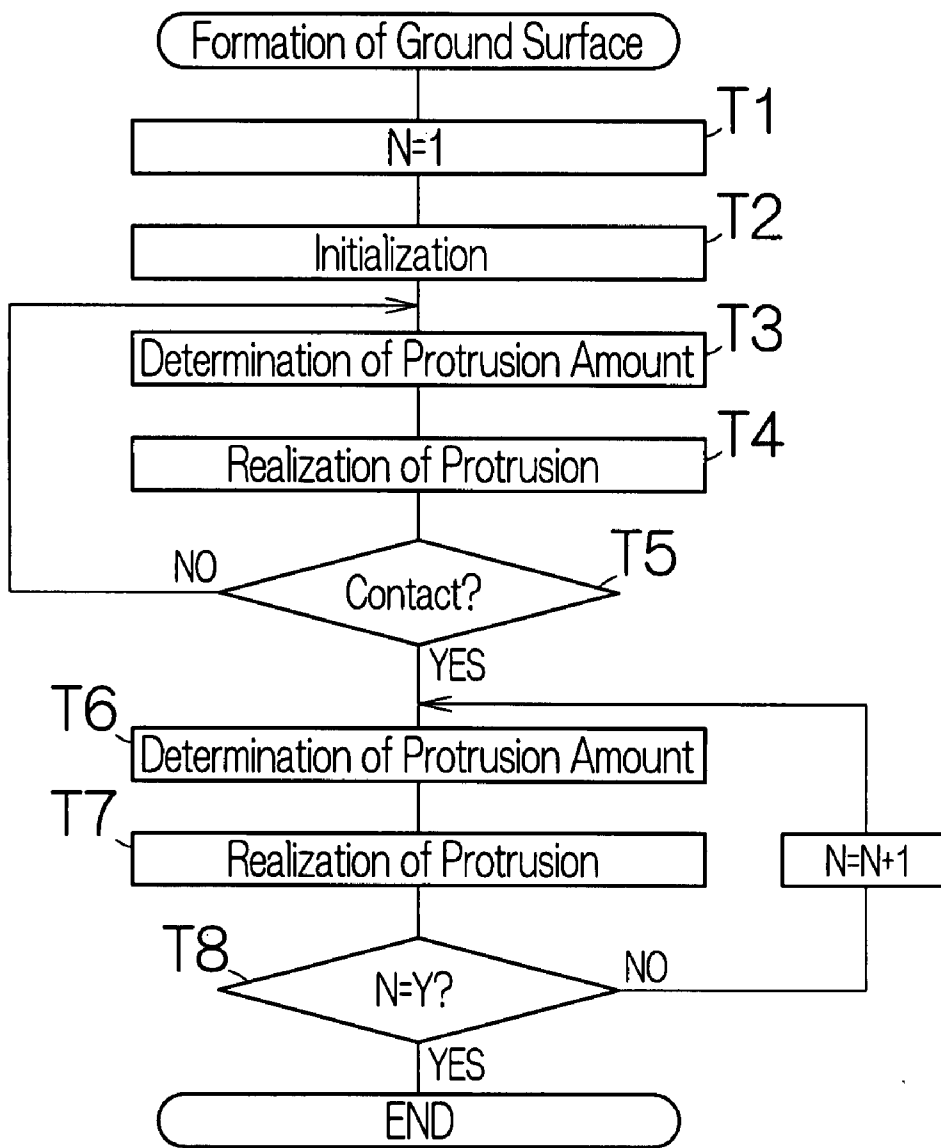 Formation of Ground Surface
T1
N=1
T2
Initialization
T3
Determination of Protrusion Amount
T4
Realization of Protrusion
T5
NO
Contact?
YES
T6
Determination of Protrusion Amount
T7
Realization of Protrusion
N=N+1
T8
N=Y?
NO
YES
END